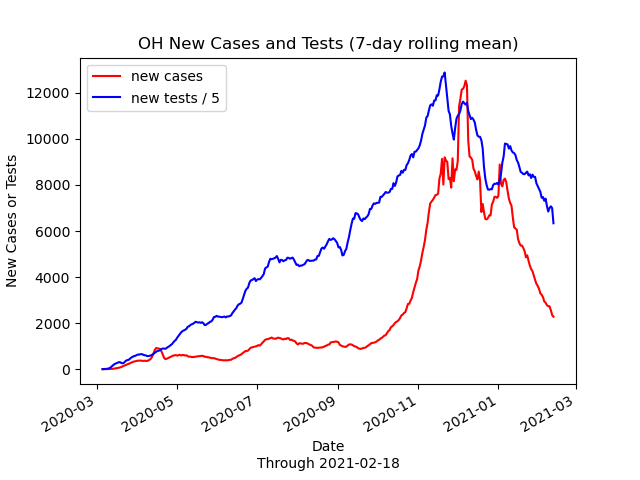 OH New Cases and Tests (7-day rolling mean)
new cases
new tests / 5
New Cases or Tests
12000
10000
8000
6000
4000
2000
0
2020-03
2020-05
2020-07
2020-09
2020-11
2021-01
2021-03
Date
Through 2021-02-18